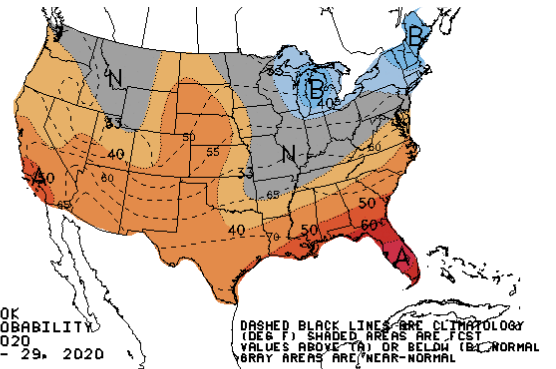 B
33
N
B
40
33
50
55
60
40
N
33
50
A
60
65
65
50
40
50
60
70
A
OK
OBABILITY
020
- 29, 2020
DASHED BLACK LINES ARE CLIMATOLOGY
(DEG F) SHADED AREAS ARE FCST
VALUES ABOVE (A) OR BELOW (B) NORMAL
GRAY AREAS ARE NEAR-NORMAL